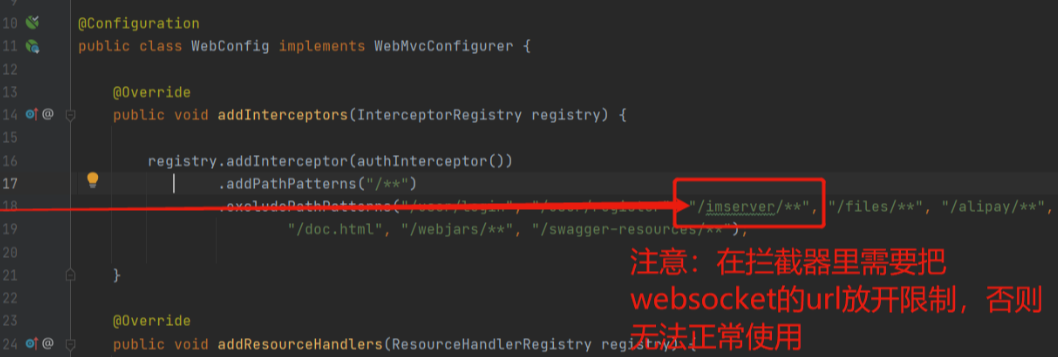 10 @Configuration
11 public class WebConfig implements WebMvcConfigurer {
12
13 @Override
14 @ public void addInterceptors(InterceptorRegistry registry) {
15
16 registry.addInterceptor(authInterceptor())
17 .addPathPatterns("/**")
18 .excludePathPatterns("/user/login", "/user/register", "/imserver/**", "/files/**", "/alipay/**",
19 "/doc.html", "/webjars/**", "/swagger-resources/**");
20
21 }
22
23 @Override
24 @ public void addResourceHandlers(ResourceHandlerRegistry registry) {
注意：在拦截器里需要把
websocket的url放开限制，否则
无法正常使用